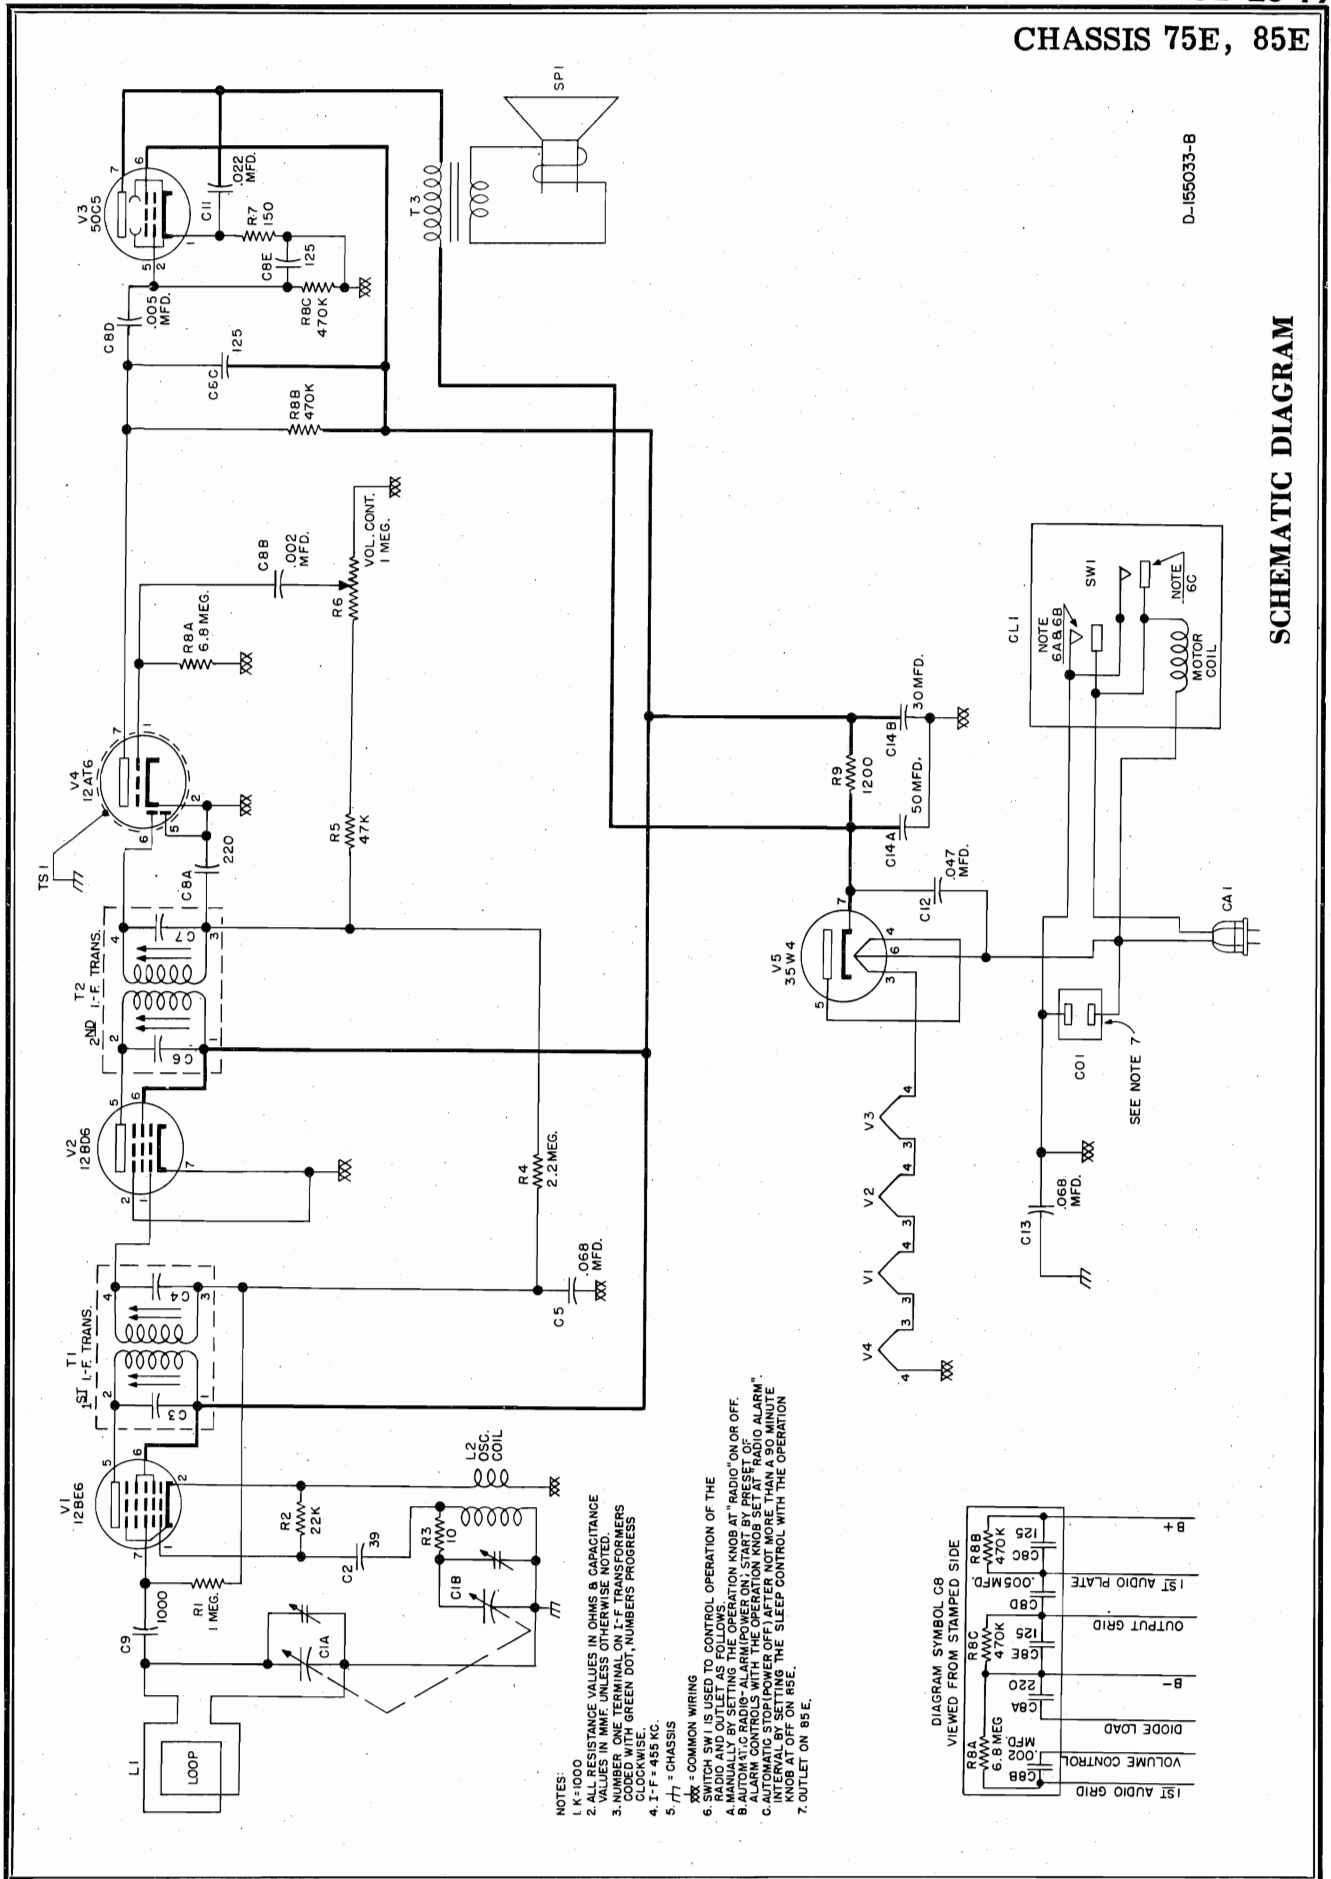 CHASSIS 75E, 85E
V1
12BE6
1ST I.-F. TRANS.
T1
V2
12BD6
2ND I.-F. TRANS.
T2
TS1
V4
12AT6
V3
50C5
L1
LOOP
C9
1000
R1
1 MEG.
C1A
R2
22K
C2
39
L2
OSC.
COIL
R3
10
C1B
C3
C4
C5
.068
MFD.
R4
2.2 MEG.
C6
C7
C8A
220
R5
47K
R8A
6.8 MEG.
C8B
.002
MFD.
R6
VOL. CONT.
1 MEG.
R8B
470K
C8C
125
C8D
.005
MFD.
R8C
470K
C8E
125
R7
150
C11
.022
MFD.
T3
SP1
D-155033-B
V5
35W4
C12
.047
MFD.
C14A
50 MFD.
R9
1200
C14B
30 MFD.
V4
V1
V2
V3
C13
.068
MFD.
CO1
SEE NOTE 7
CA1
CL1
NOTE
6A & 6B
SW1
NOTE
6C
MOTOR
COIL
NOTES:
1. K=1000
2. ALL RESISTANCE VALUES IN OHMS & CAPACITANCE
VALUES IN MMF. UNLESS OTHERWISE NOTED.
3. NUMBER ONE TERMINAL ON I-F TRANSFORMERS
CODED WITH GREEN DOT, NUMBERS PROGRESS
CLOCKWISE.
4. I-F = 455 KC.
5. = CHASSIS
= COMMON WIRING
6. SWITCH SW1 IS USED TO CONTROL OPERATION OF THE
RADIO AND OUTLET AS FOLLOWS.
A. MANUALLY BY SETTING THE OPERATION KNOB AT "RADIO" ON OR OFF.
B. AUTOMATIC RADIO-ALARM (POWER ON) START BY PRESET OF
ALARM CONTROLS WITH THE OPERATION KNOB SET AT "RADIO ALARM".
C. AUTOMATIC STOP (POWER OFF) AFTER NOT MORE THAN A 90 MINUTE
INTERVAL BY SETTING THE SLEEP CONTROL WITH THE OPERATION
KNOB AT OFF ON 85E.
7. OUTLET ON 85E.
DIAGRAM SYMBOL C8
VIEWED FROM STAMPED SIDE
R8A
6.8 MEG
C8B
.002
MFD.
C8A
220
R8C
470K
C8E
125
C8D
.005MFD.
R8B
470K
C8C
125
1ST AUDIO GRID
VOLUME CONTROL
DIODE LOAD
B-
OUTPUT GRID
1ST AUDIO PLATE
B+
SCHEMATIC DIAGRAM